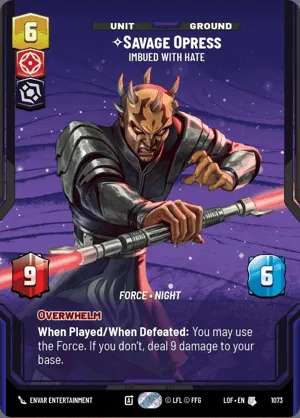 6
UNIT
GROUND
SAVAGE OPRESS
IMBUED WITH HATE
9
6
FORCE • NIGHT
OVERWHELM
When Played/When Defeated: You may
use the Force. If you don't, deal 9 damage to your
base.
ENVAR ENTERTAINMENT
© LFL © FFG
LOF • EN
1073